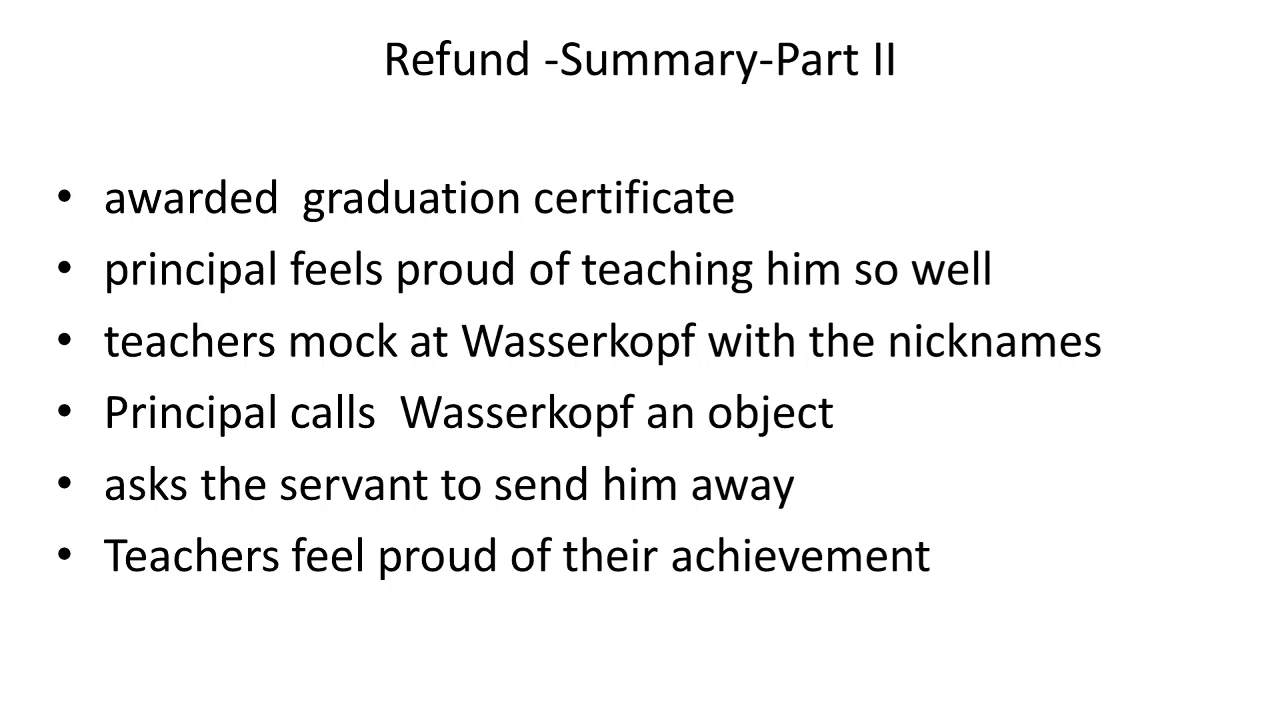 Refund -Summary-Part II
• awarded  graduation certificate
• principal feels proud of teaching him so well
• teachers mock at Wasserkopf with the nicknames
• Principal calls  Wasserkopf an object
• asks the servant to send him away
• Teachers feel proud of their achievement